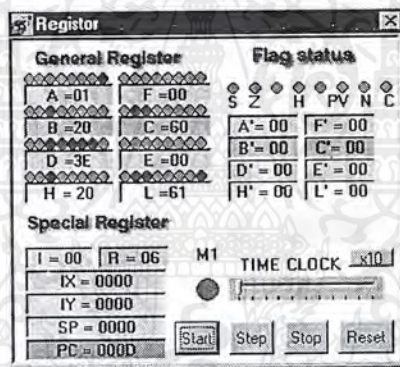 Registor
General Register
Flag status
S Z H PV N C
A =01 F =00
B =20 C =60
D =3E E =00
H = 20 L =61
A'= 00 F' = 00
B'= 00 C'= 00
D' = 00 E' = 00
H' = 00 L' = 00
Special Register
I = 00 R = 06
IX = 0000
IY = 0000
SP = 0000
PC = 000D
M1
TIME CLOCK x10
Start Step Stop Reset